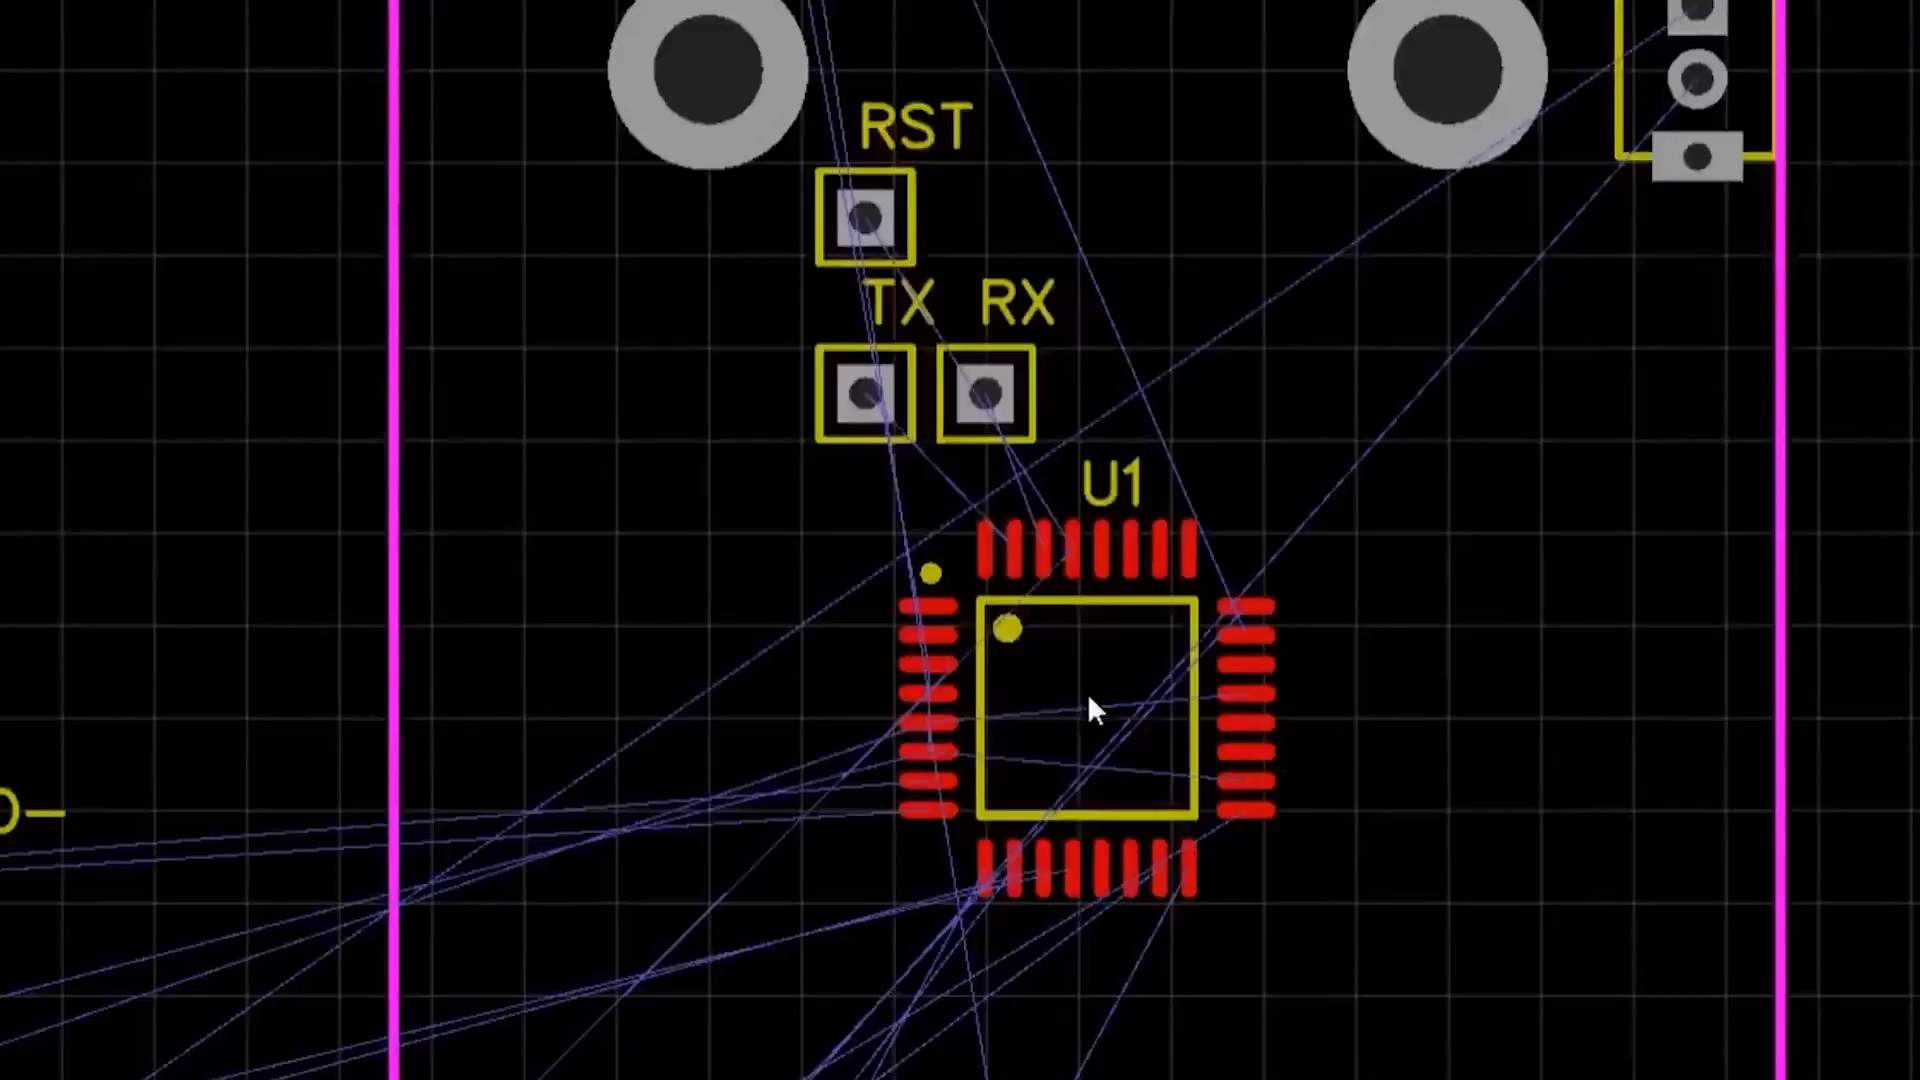 RST
TX RX
U1
D-